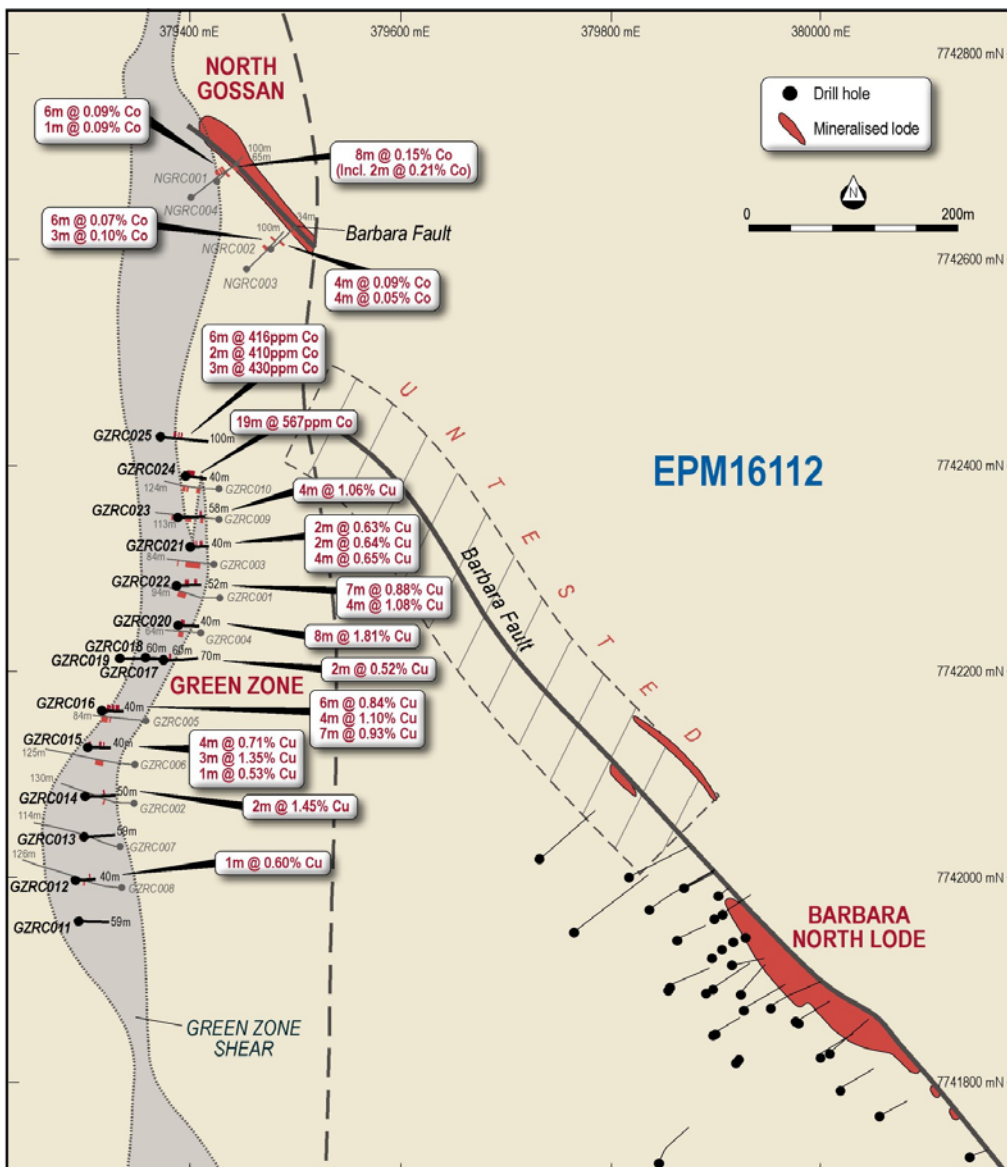 379400 mE
379600 mE
379800 mE
380000 mE
7742800 mN
NORTH
GOSSAN
Drill hole
Mineralised lode
6m @ 0.09% Co
1m @ 0.09% Co
100m
65m
8m @ 0.15% Co
(Incl. 2m @ 0.21% Co)
NGRC001
NGRC004
N
0
200m
6m @ 0.07% Co
3m @ 0.10% Co
34m
100m
Barbara Fault
NGRC002
NGRC003
7742600 mN
4m @ 0.09% Co
4m @ 0.05% Co
6m @ 416ppm Co
2m @ 410ppm Co
3m @ 430ppm Co
UNTESTED
19m @ 567ppm Co
GZRC025
100m
EPM16112
7742400 mN
GZRC024
40m
124m
GZRC010
4m @ 1.06% Cu
GZRC023
58m
113m
GZRC009
2m @ 0.63% Cu
2m @ 0.64% Cu
4m @ 0.65% Cu
GZRC021
40m
84m
GZRC003
Barbara Fault
GZRC022
52m
94m
GZRC001
7m @ 0.88% Cu
4m @ 1.08% Cu
GZRC020
40m
64m
GZRC004
8m @ 1.81% Cu
GZRC018
60m
GZRC019
70m
GZRC017
2m @ 0.52% Cu
7742200 mN
GREEN ZONE
GZRC016
40m
84m
GZRC005
6m @ 0.84% Cu
4m @ 1.10% Cu
7m @ 0.93% Cu
GZRC015
40m
125m
GZRC006
4m @ 0.71% Cu
3m @ 1.35% Cu
1m @ 0.53% Cu
130m
GZRC014
50m
GZRC002
2m @ 1.45% Cu
114m
GZRC013
59m
GZRC007
126m
GZRC012
40m
GZRC008
1m @ 0.60% Cu
7742000 mN
GZRC011
59m
BARBARA
NORTH LODE
GREEN ZONE
SHEAR
7741800 mN